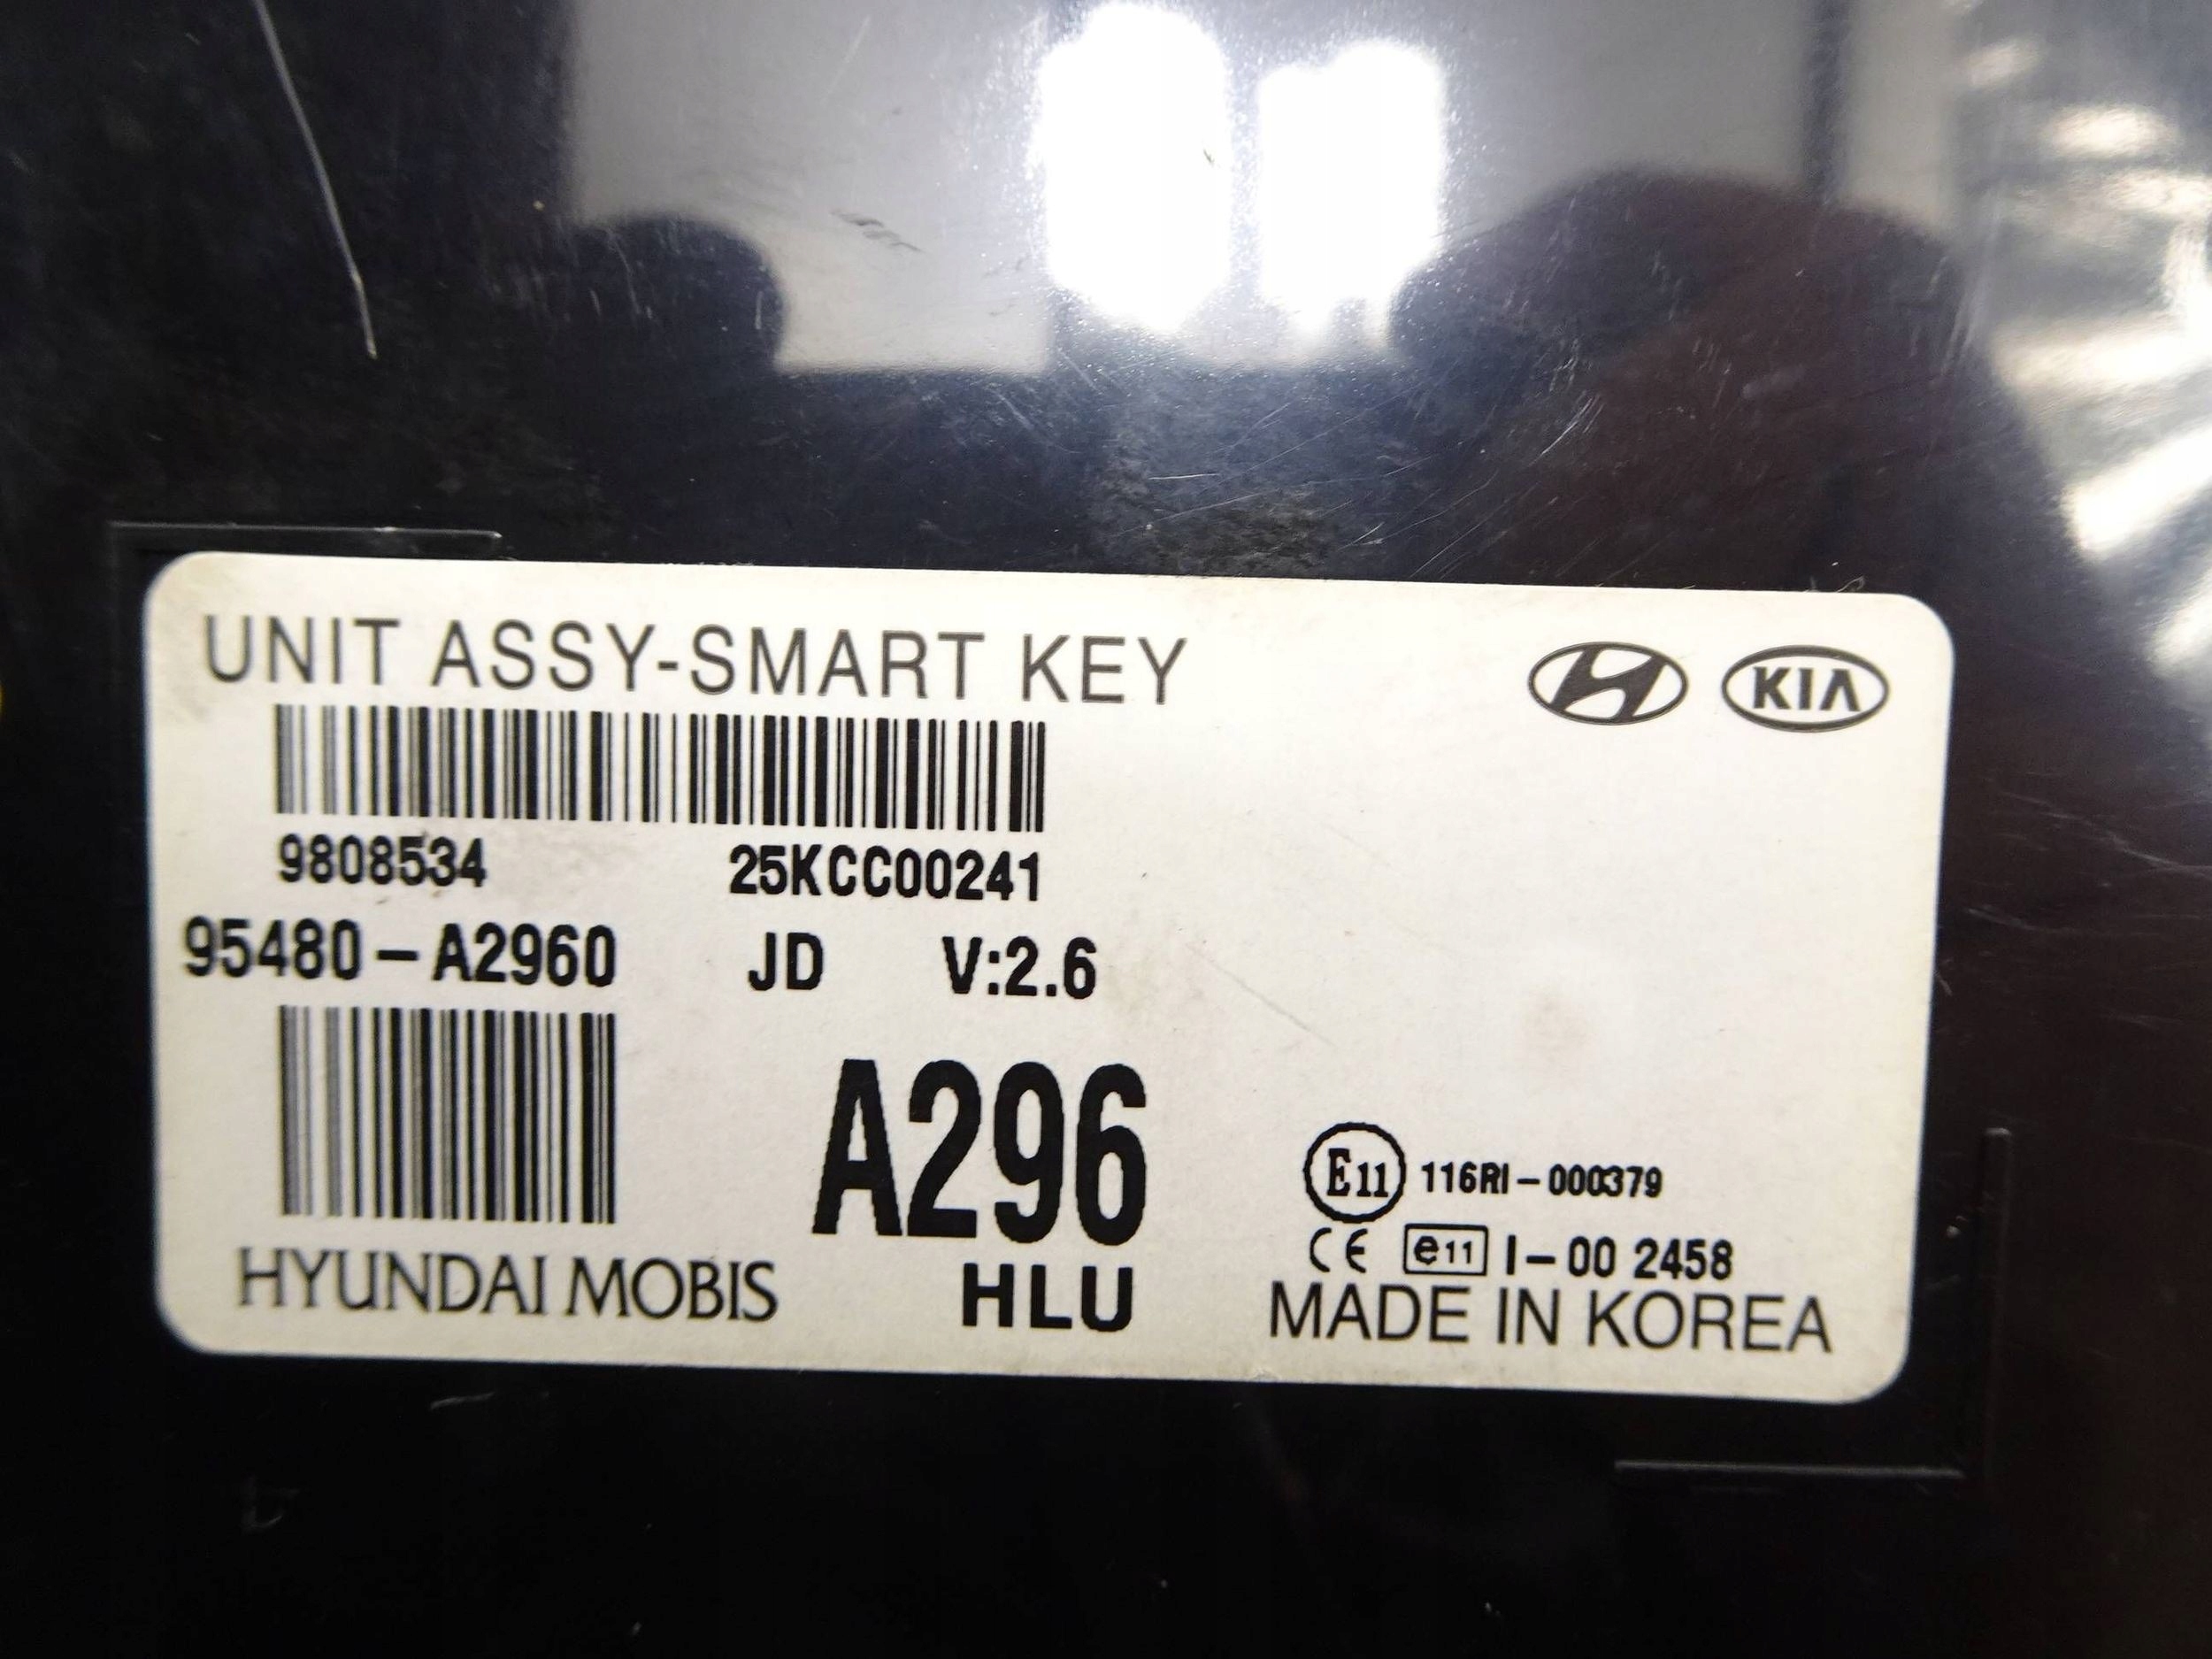 UNIT ASSY-SMART KEY
KIA
9808534 25KCC00241
95480-A2960 JD V:2.6
A296
E11 116RI-000379
CE e11 I-00 2458
HYUNDAI MOBIS HLU MADE IN KOREA